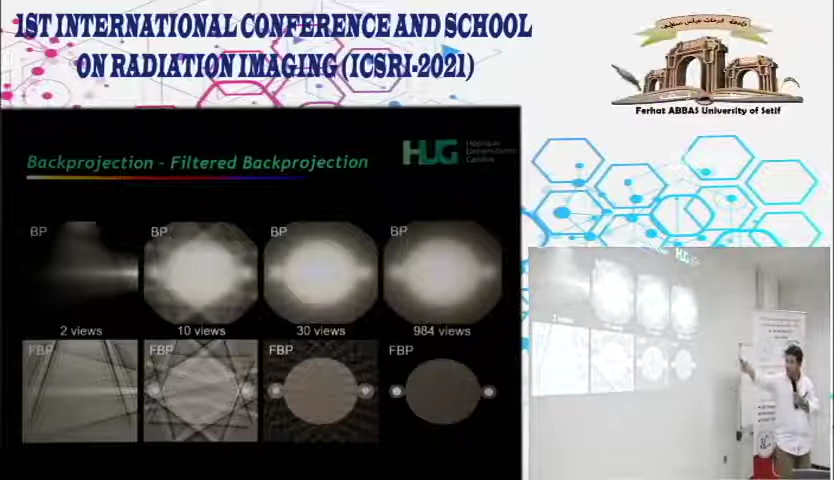 1ST INTERNATIONAL CONFERENCE AND SCHOOL
ON RADIATION IMAGING (ICSRI-2021)
Ferhat ABBAS University of Setif
Backprojection - Filtered Backprojection
HUG
BP
BP
BP
BP
2 views
10 views
30 views
984 views
FBP
FBP
FBP
FBP